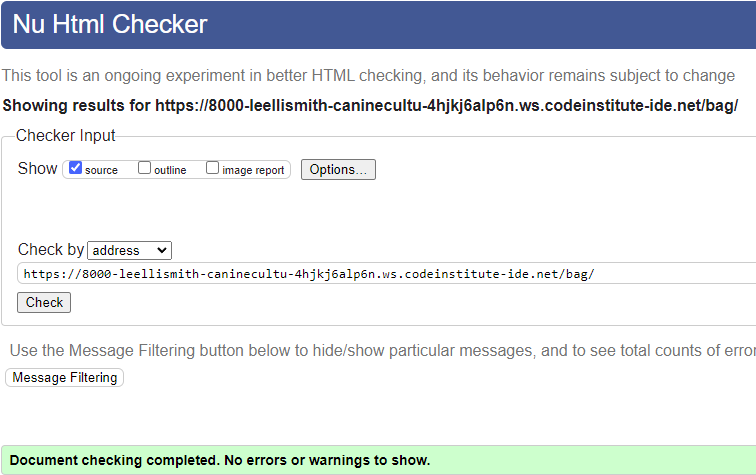 Nu Html Checker
This tool is an ongoing experiment in better HTML checking, and its behavior remains subject to change
Showing results for https://8000-leellismith-caninecultu-4hjkj6alp6n.ws.codeinstitute-ide.net/bag/
Checker Input
Show source outline image report Options...
Check by address
https://8000-leellismith-caninecultu-4hjkj6alp6n.ws.codeinstitute-ide.net/bag/
Check
Use the Message Filtering button below to hide/show particular messages, and to see total counts of error
Message Filtering
Document checking completed. No errors or warnings to show.